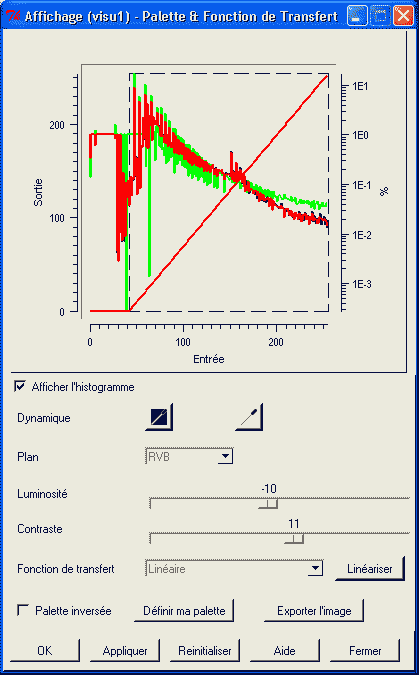 Affichage (visu1) - Palette & Fonction de Transfert
200
100
0
Sortie
1E1
1E0
1E-1
1E-2
1E-3
%
0
100
200
Entrée
Afficher l'histogramme
Dynamique
Plan
RVB
Luminosité
-10
Contraste
11
Fonction de transfert
Linéaire
Linéariser
Palette inversée
Définir ma palette
Exporter l'image
OK
Appliquer
Reinitialiser
Aide
Fermer